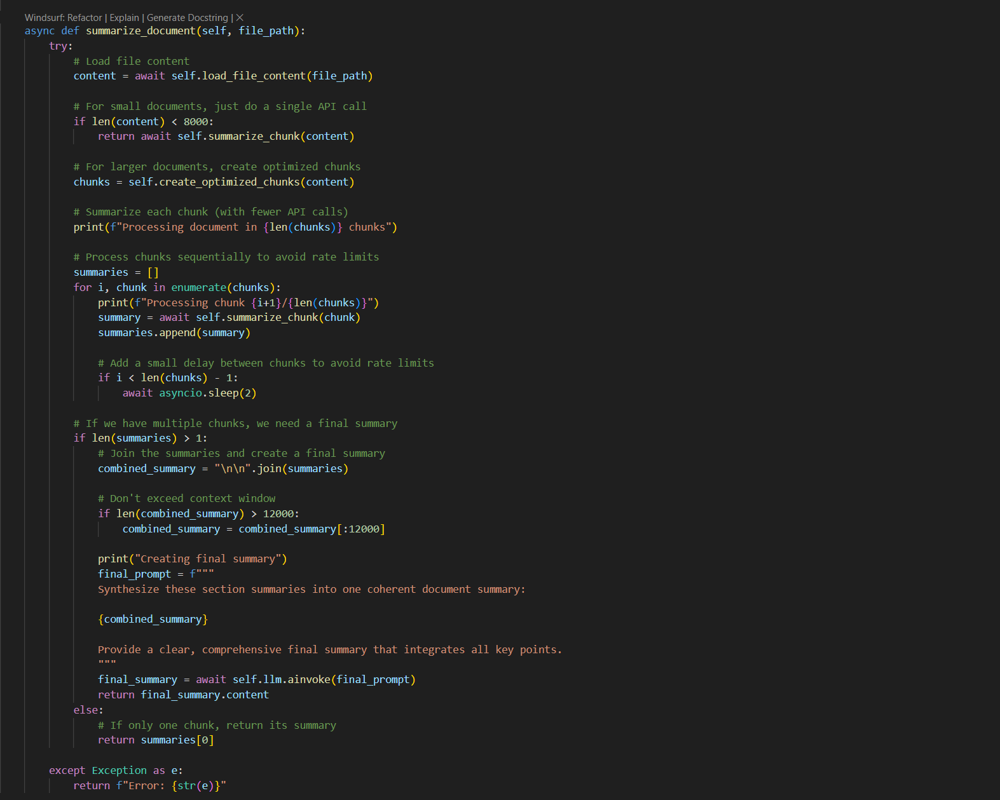 Windsurf: Refactor | Explain | Generate Docstring | ✕
async def summarize_document(self, file_path):
    try:
        # Load file content
        content = await self.load_file_content(file_path)

        # For small documents, just do a single API call
        if len(content) < 8000:
            return await self.summarize_chunk(content)

        # For larger documents, create optimized chunks
        chunks = self.create_optimized_chunks(content)

        # Summarize each chunk (with fewer API calls)
        print(f"Processing document in {len(chunks)} chunks")

        # Process chunks sequentially to avoid rate limits
        summaries = []
        for i, chunk in enumerate(chunks):
            print(f"Processing chunk {i+1}/{len(chunks)}")
            summary = await self.summarize_chunk(chunk)
            summaries.append(summary)

            # Add a small delay between chunks to avoid rate limits
            if i < len(chunks) - 1:
                await asyncio.sleep(2)

        # If we have multiple chunks, we need a final summary
        if len(summaries) > 1:
            # Join the summaries and create a final summary
            combined_summary = "\n\n".join(summaries)

            # Don't exceed context window
            if len(combined_summary) > 12000:
                combined_summary = combined_summary[:12000]

            print("Creating final summary")
            final_prompt = f"""
            Synthesize these section summaries into one coherent document summary:

            {combined_summary}

            Provide a clear, comprehensive final summary that integrates all key points.
            """
            final_summary = await self.llm.ainvoke(final_prompt)
            return final_summary.content
        else:
            # If only one chunk, return its summary
            return summaries[0]

    except Exception as e:
        return f"Error: {str(e)}"